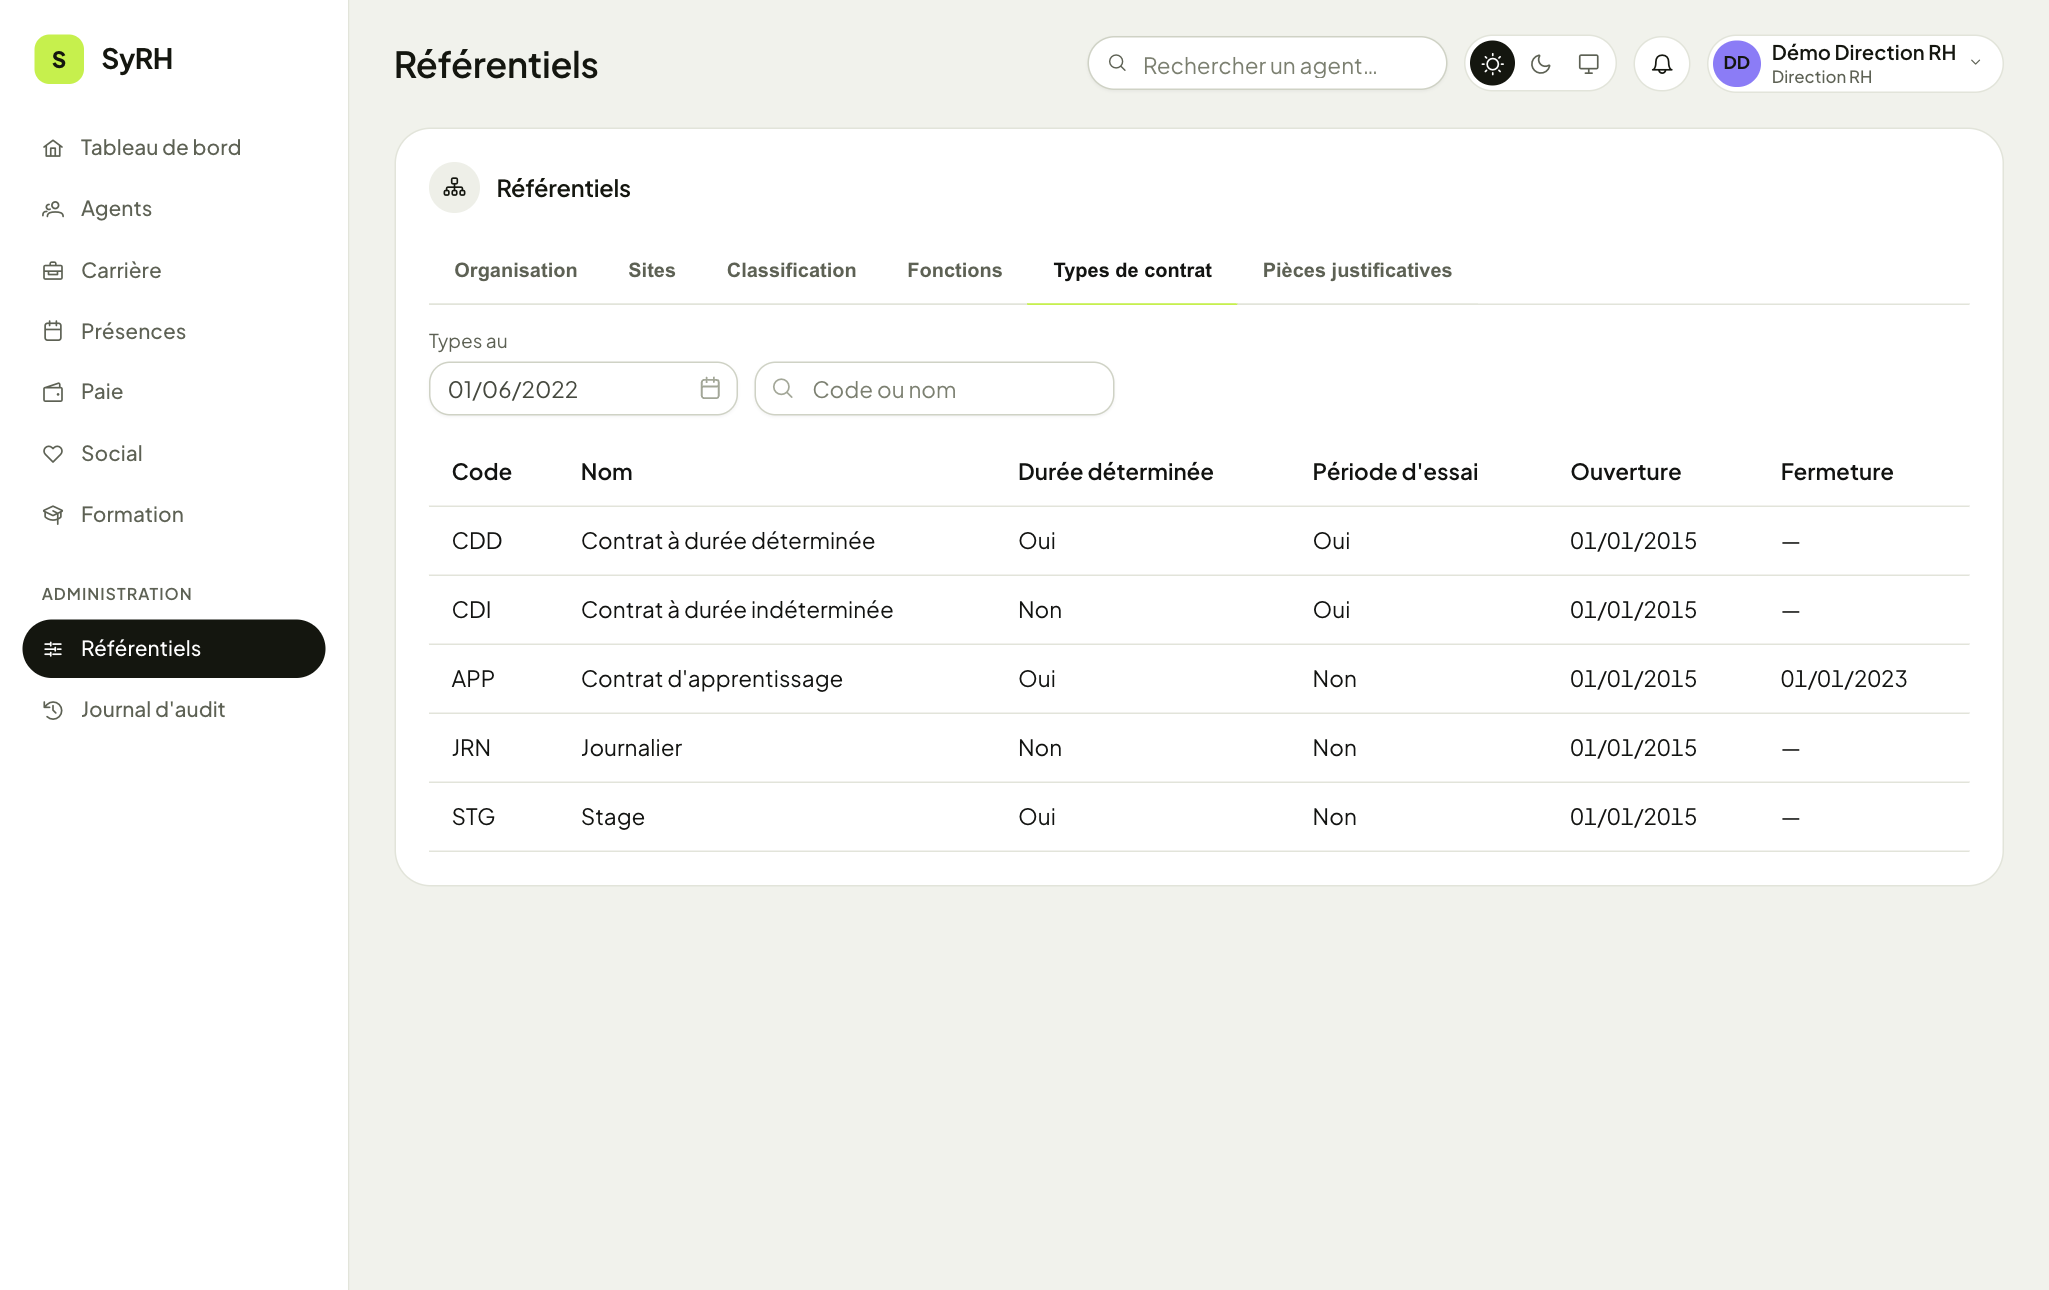 S SyRH
Tableau de bord
Agents
Carrière
Présences
Paie
Social
Formation
ADMINISTRATION
Référentiels
Journal d'audit
Référentiels
Rechercher un agent...
DD
Démo Direction RH
Direction RH
Référentiels
Organisation Sites Classification Fonctions Types de contrat Pièces justificatives
Types au
01/06/2022 Code ou nom
Code Nom Durée déterminée Période d'essai Ouverture Fermeture
CDD Contrat à durée déterminée Oui Oui 01/01/2015 —
CDI Contrat à durée indéterminée Non Oui 01/01/2015 —
APP Contrat d'apprentissage Oui Non 01/01/2015 01/01/2023
JRN Journalier Non Non 01/01/2015 —
STG Stage Oui Non 01/01/2015 —